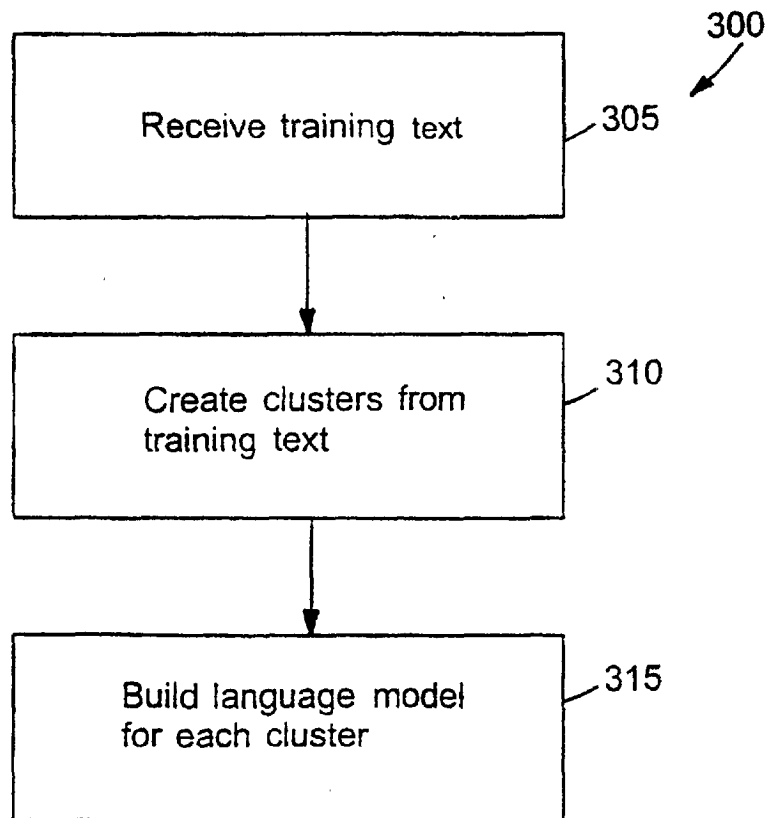 300
Receive training text
305
Create clusters from
training text
310
Build language model
for each cluster
315